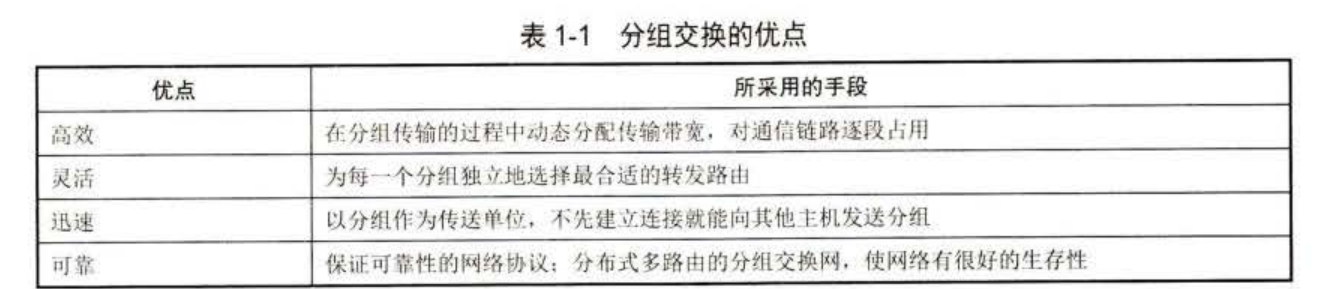 表 1-1 分组交换的优点
优点 所采用的手段
高效 在分组传输的过程中动态分配传输带宽，对通信链路逐段占用
灵活 为每一个分组独立地选择最合适的转发路由
迅速 以分组作为传送单位，不先建立连接就能向其他主机发送分组
可靠 保证可靠性的网络协议；分布式多路由的分组交换网，使网络有很好的生存性